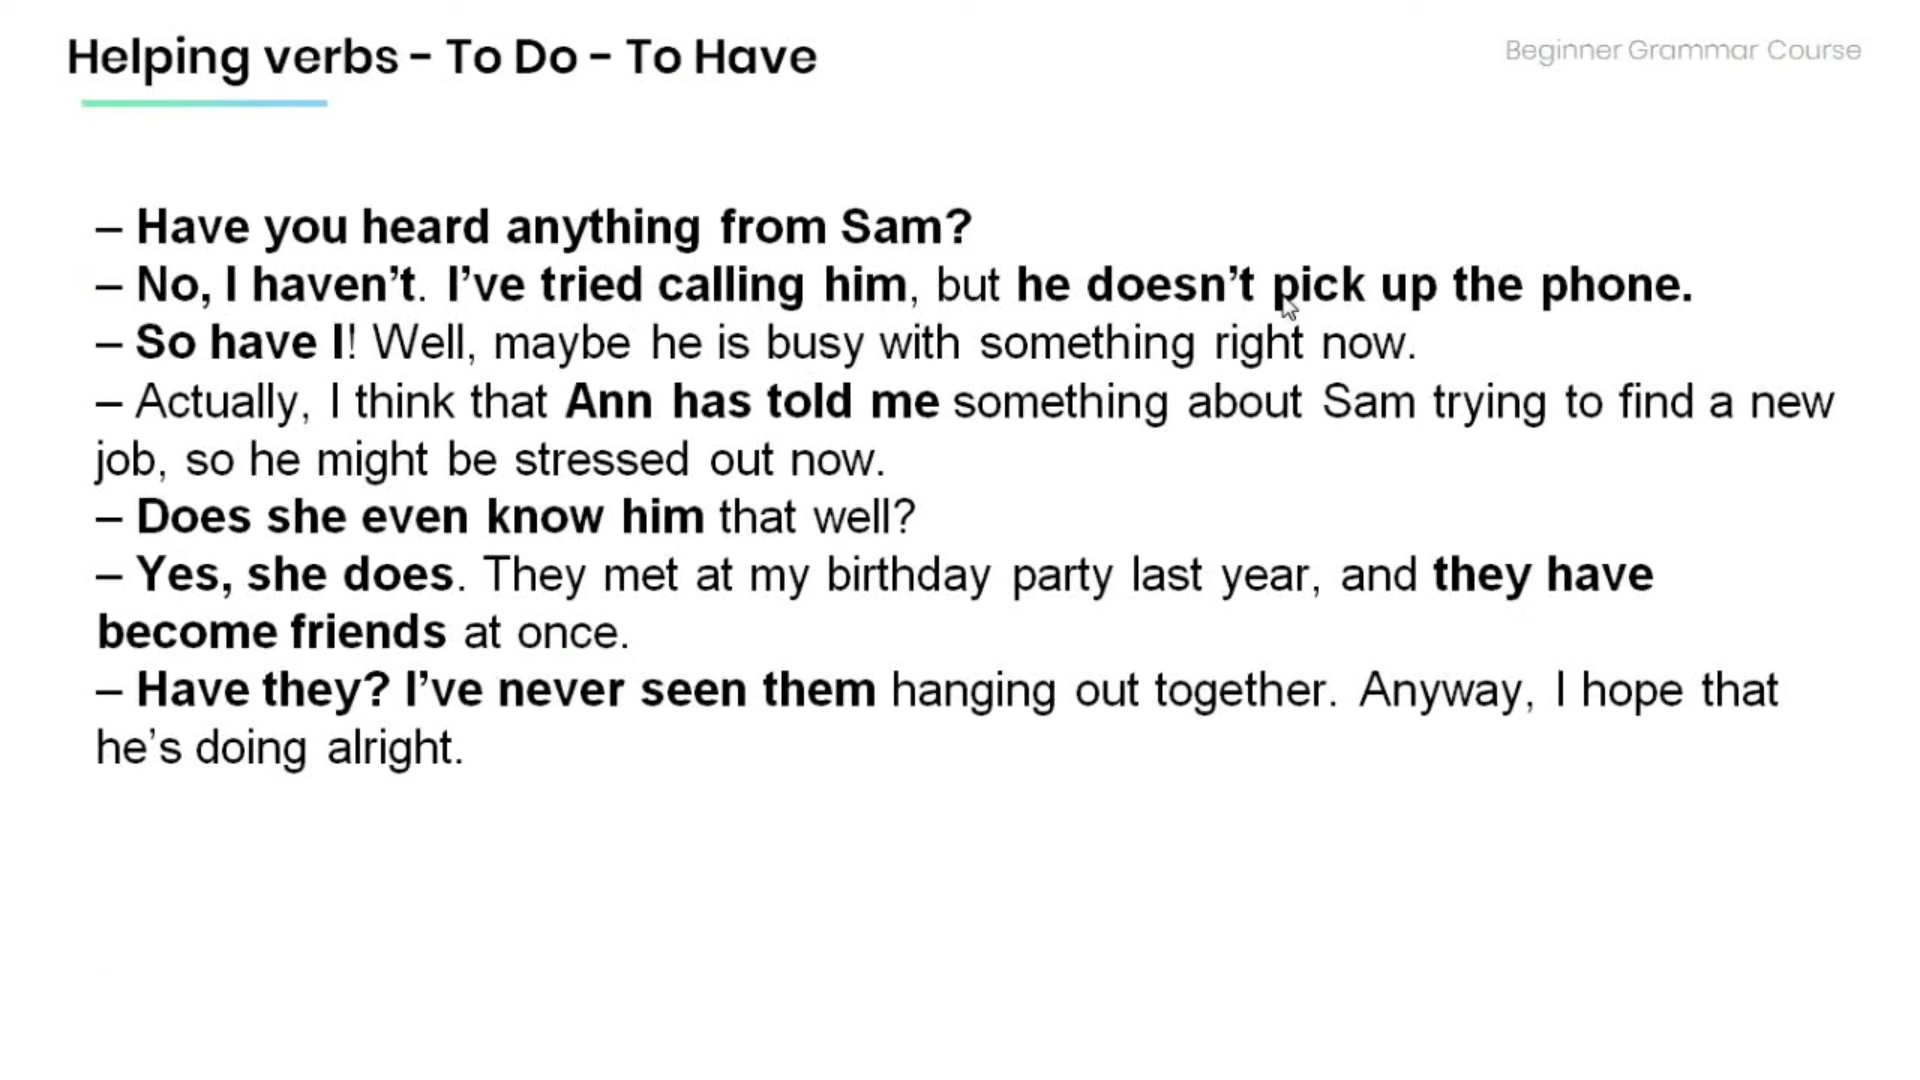 Helping verbs – To Do – To Have
Beginner Grammar Course
– Have you heard anything from Sam?
– No, I haven’t. I’ve tried calling him, but he doesn’t pick up the phone.
– So have I! Well, maybe he is busy with something right now.
– Actually, I think that Ann has told me something about Sam trying to find a new
job, so he might be stressed out now.
– Does she even know him that well?
– Yes, she does. They met at my birthday party last year, and they have
become friends at once.
– Have they? I’ve never seen them hanging out together. Anyway, I hope that
he’s doing alright.